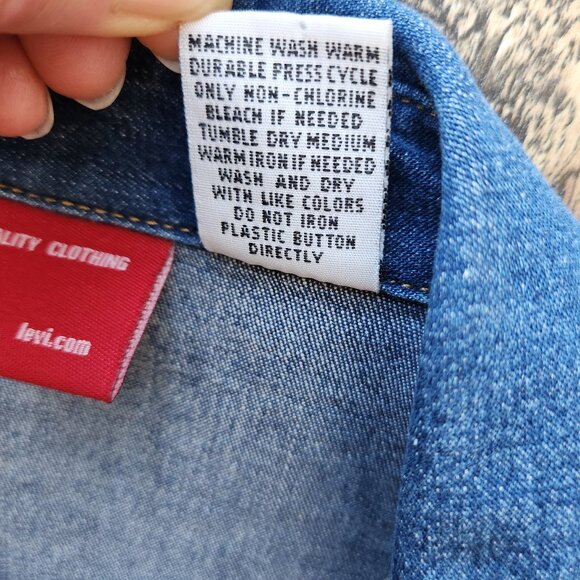 MACHINE WASH WARM
DURABLE PRESS CYCLE
ONLY NON-CHLORINE
BLEACH IF NEEDED
TUMBLE DRY MEDIUM
WARM IRON IF NEEDED
WASH AND DRY
WITH LIKE COLORS
DO NOT IRON
PLASTIC BUTTON
DIRECTLY
CLOTHING
levi.com